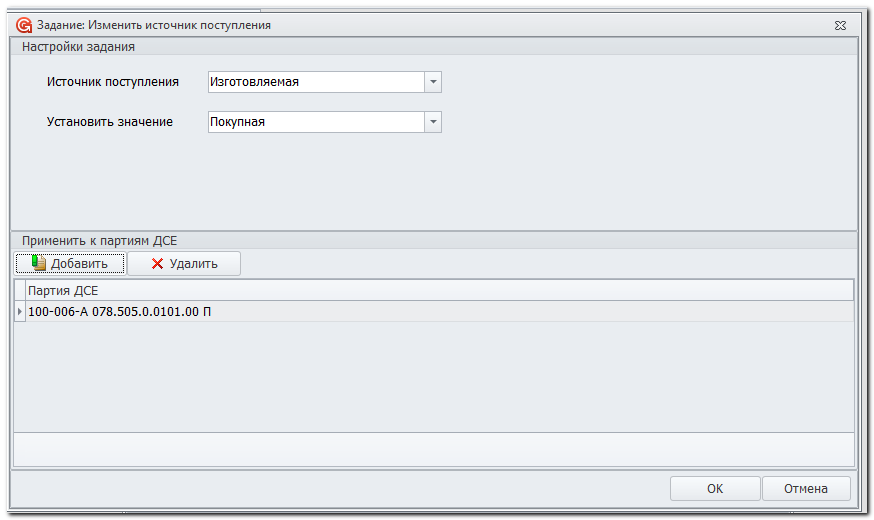 Задание: Изменить источник поступления
Настройки задания
Источник поступления Изготовляемая
Установить значение Покупная
Применить к партиям ДСЕ
Добавить Удалить
Партия ДСЕ
100-006-А 078.505.0.0101.00 П
ОК Отмена